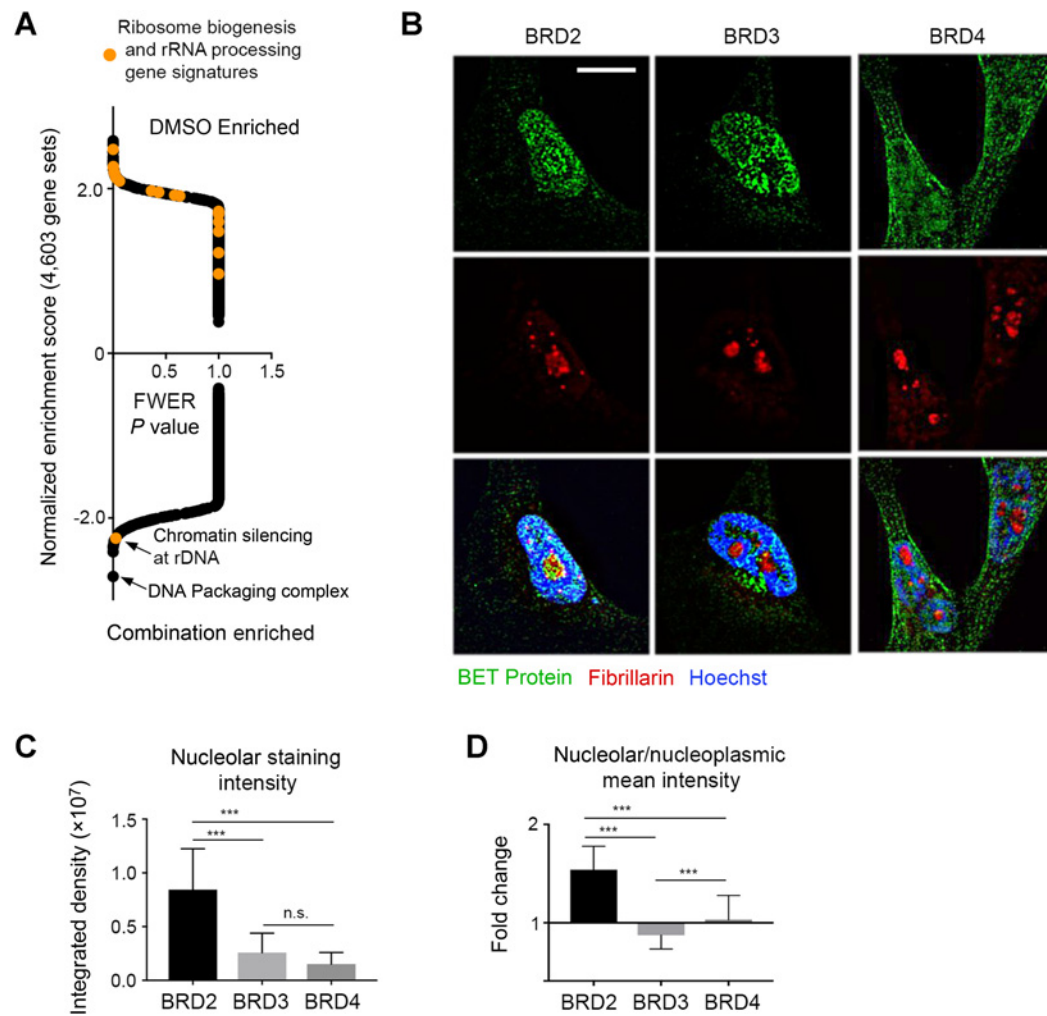 A
Ribosome biogenesis
and rRNA processing
gene signatures
DMSO Enriched
Normalized enrichment score (4,603 gene sets)
2.0
0
-2.0
0.5
1.0
1.5
FWER
P value
Chromatin silencing
at rDNA
DNA Packaging complex
Combination enriched
B
BRD2
BRD3
BRD4
BET Protein Fibrillarin Hoechst
C
Nucleolar staining
intensity
Integrated density (×10⁷)
1.5
1.0
0.5
0.0
***
***
n.s.
BRD2 BRD3 BRD4
D
Nucleolar/nucleoplasmic
mean intensity
Fold change
2
1
***
***
***
BRD2 BRD3 BRD4